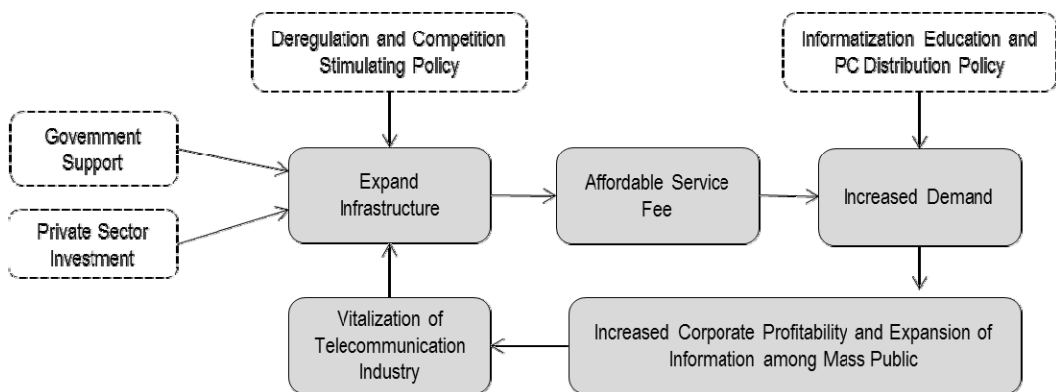 Deregulation and Competition
Stimulating Policy
Informatization Education and
PC Distribution Policy
Government
Support
Private Sector
Investment
Expand
Infrastructure
Affordable Service
Fee
Increased Demand
Vitalization of
Telecommunication
Industry
Increased Corporate Profitability and Expansion of
Information among Mass Public